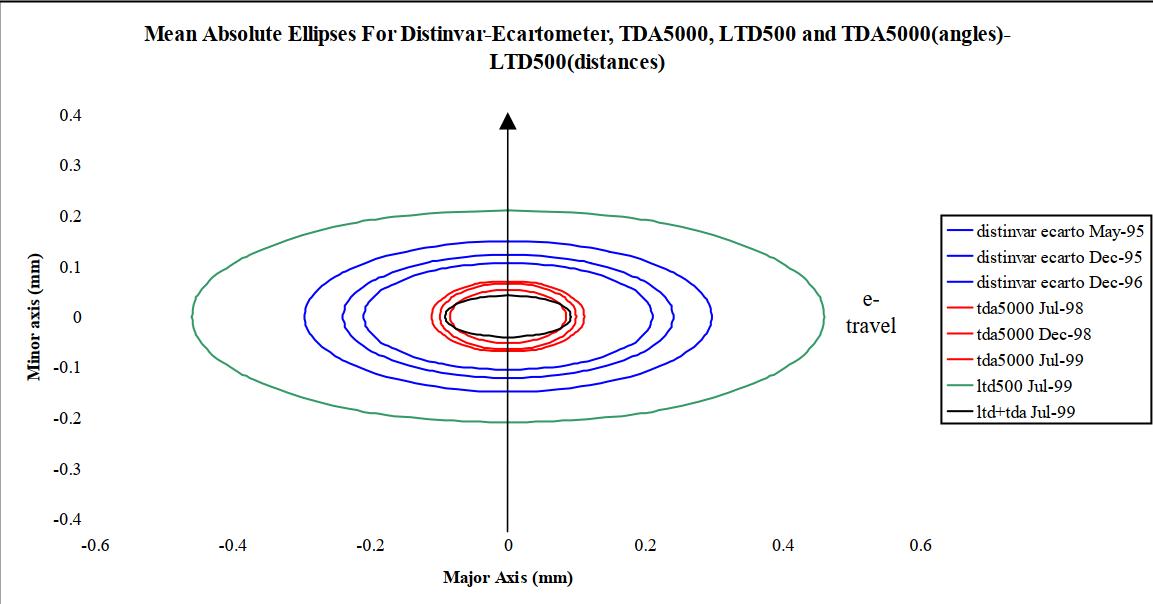 Mean Absolute Ellipses For Distinvar-Ecartometer, TDA5000, LTD500 and TDA5000(angles)-
LTD500(distances)
0.4
0.3
0.2
0.1
0
-0.1
-0.2
-0.3
-0.4
Minor axis (mm)
-0.6
-0.4
-0.2
0
0.2
0.4
0.6
Major Axis (mm)
e-
travel
distinvar ecarto May-95
distinvar ecarto Dec-95
distinvar ecarto Dec-96
tda5000 Jul-98
tda5000 Dec-98
tda5000 Jul-99
ltd500 Jul-99
ltd+tda Jul-99